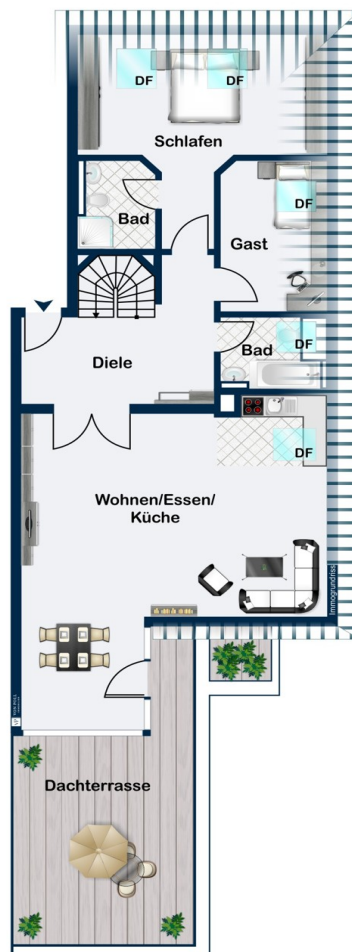 DF
DF
Schlafen
Bad
DF
Gast
Diele
Bad
DF
DF
Wohnen/Essen/
Küche
Immogrundriss
Dachterrasse